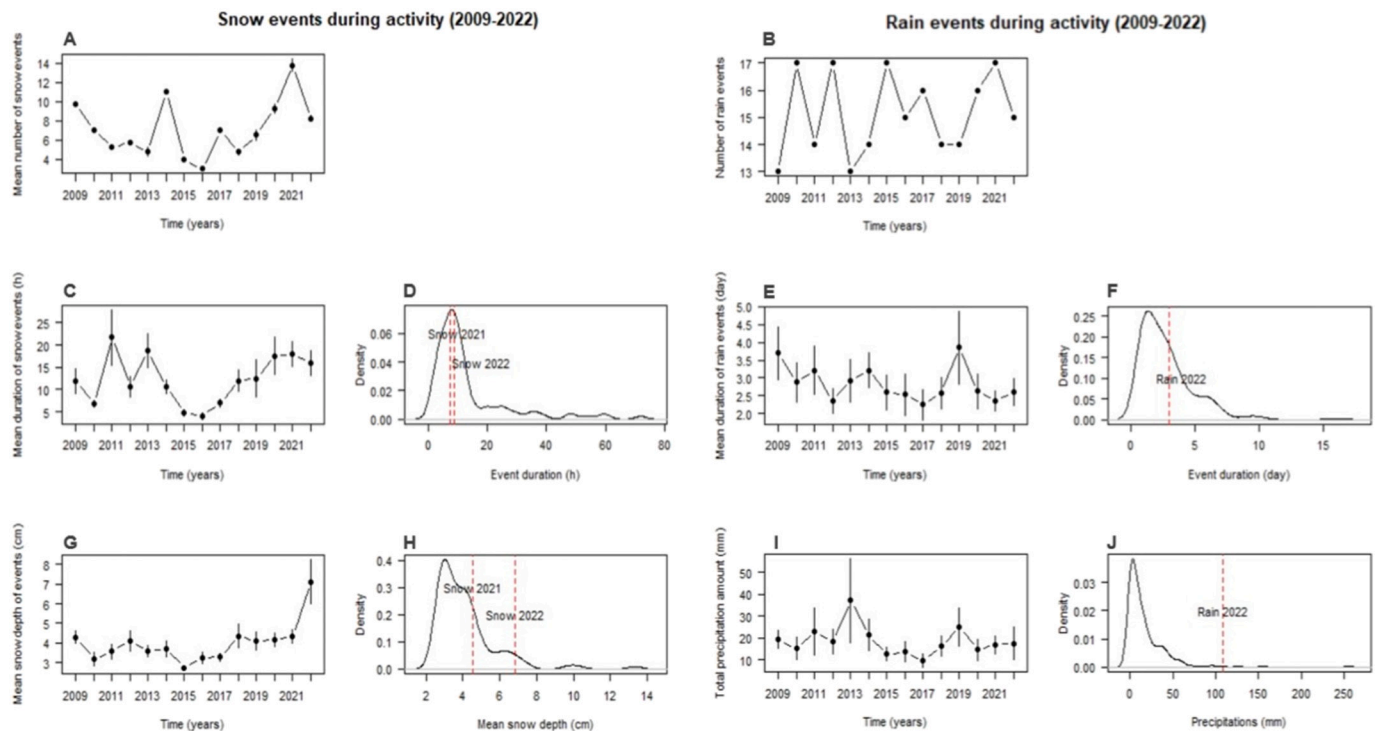 Snow events during activity (2009-2022)
Rain events during activity (2009-2022)
A
Mean number of snow events
14
12
10
8
6
4
2009 2011 2013 2015 2017 2019 2021
Time (years)
B
Number of rain events
17
16
15
14
13
2009 2011 2013 2015 2017 2019 2021
Time (years)
C
Mean duration of snow events (h)
25
20
15
10
5
2009 2011 2013 2015 2017 2019 2021
Time (years)
D
Density
0.06
0.04
0.02
0.00
Snow 2021
Snow 2022
0 20 40 60 80
Event duration (h)
E
Mean duration of rain events (day)
5.0
4.5
4.0
3.5
3.0
2.5
2.0
2009 2011 2013 2015 2017 2019 2021
Time (years)
F
Density
0.25
0.20
0.15
0.10
0.05
0.00
Rain 2022
0 5 10 15
Event duration (day)
G
Mean snow depth of events (cm)
8
7
6
5
4
3
2009 2011 2013 2015 2017 2019 2021
Time (years)
H
Density
0.4
0.3
0.2
0.1
0.0
Snow 2021
Snow 2022
2 4 6 8 10 12 14
Mean snow depth (cm)
I
Total precipitation amount (mm)
50
40
30
20
10
2009 2011 2013 2015 2017 2019 2021
Time (years)
J
Density
0.03
0.02
0.01
0.00
Rain 2022
0 50 100 150 200 250
Precipitations (mm)